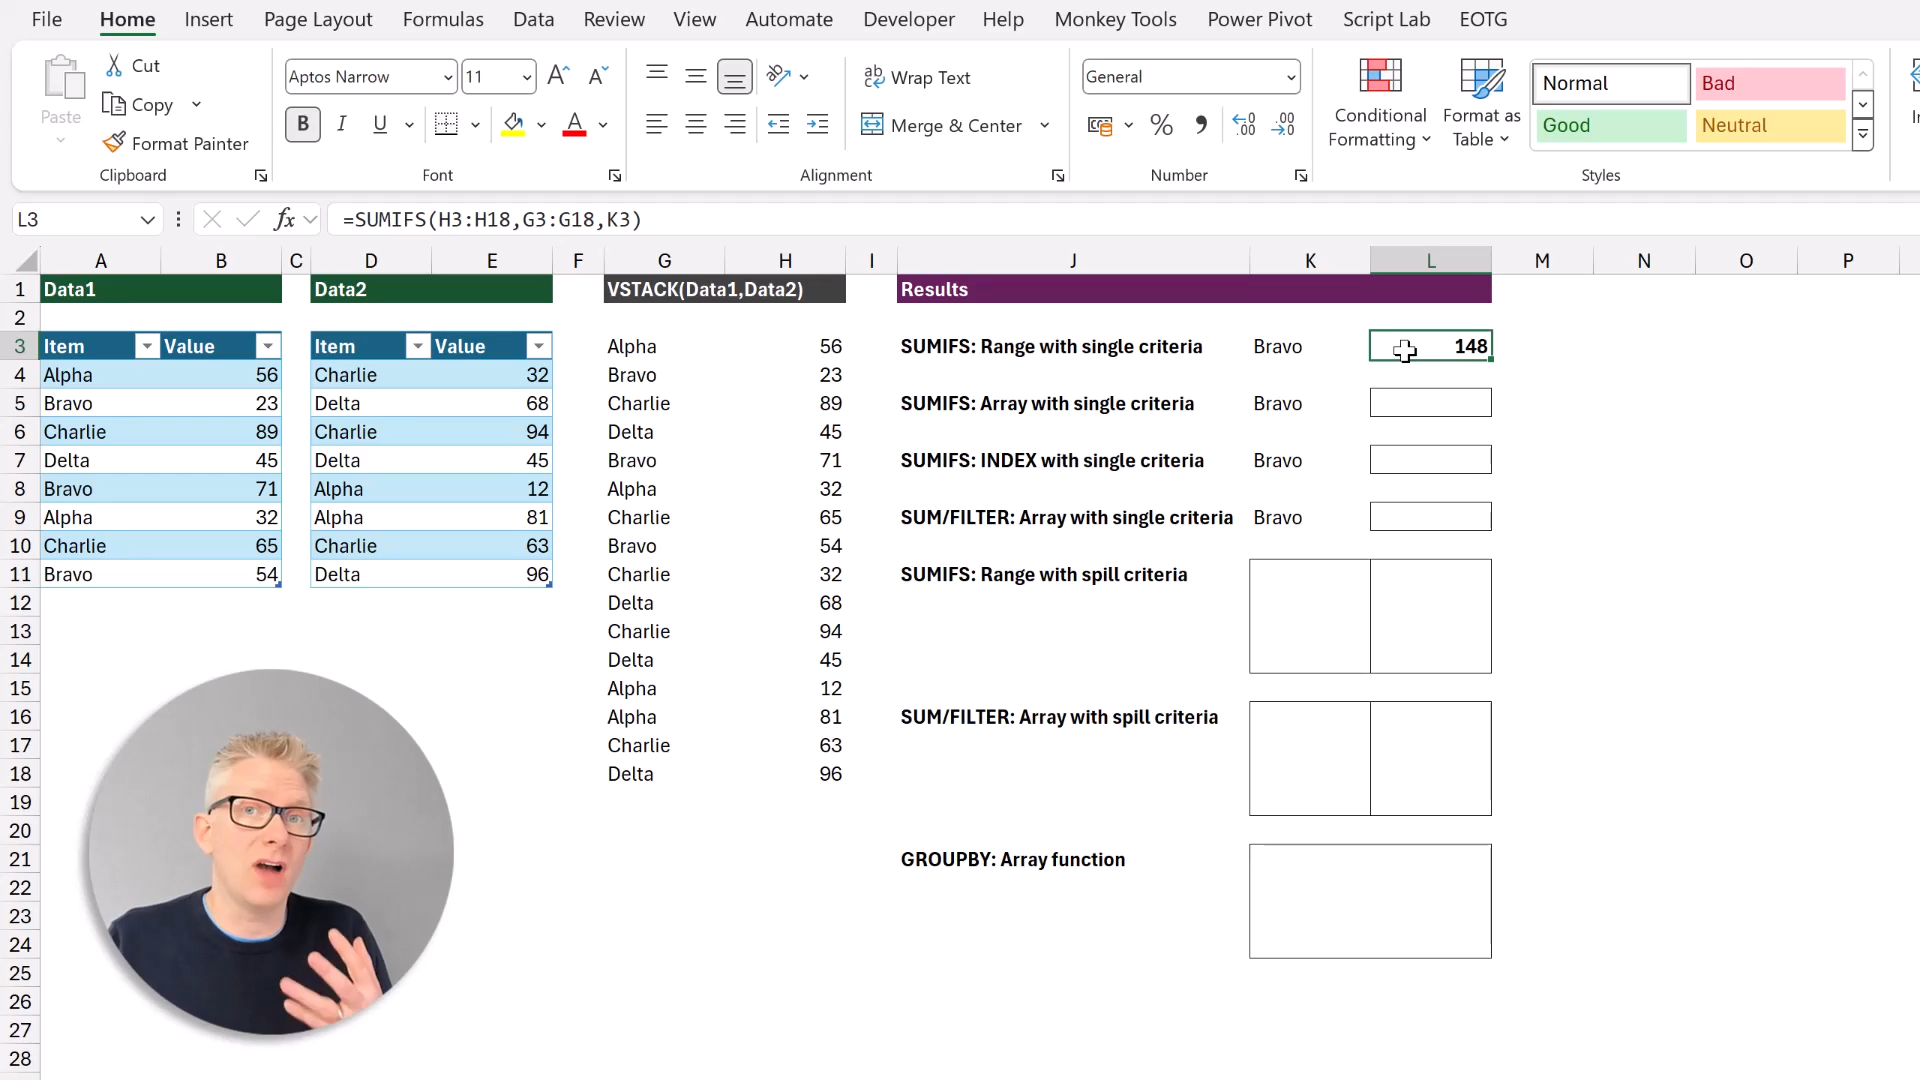 File Home Insert Page Layout Formulas Data Review View Automate Developer Help Monkey Tools Power Pivot Script Lab EOTG
Paste
Cut
Copy
Format Painter
Clipboard
Aptos Narrow 11
B I U
Font
Wrap Text
Merge & Center
Alignment
General
Number
Conditional Formatting
Format as Table
Normal Bad
Good Neutral
Styles
L3 fx =SUMIFS(H3:H18,G3:G18,K3)
A B C D E F G H I J K L M N O P
1 Data1 Data2 VSTACK(Data1,Data2) Results
2
3 Item Value Item Value Alpha 56 SUMIFS: Range with single criteria Bravo 148
4 Alpha 56 Charlie 32 Bravo 23
5 Bravo 23 Delta 68 Charlie 89 SUMIFS: Array with single criteria Bravo
6 Charlie 89 Charlie 94 Delta 45
7 Delta 45 Delta 45 Bravo 71 SUMIFS: INDEX with single criteria Bravo
8 Bravo 71 Alpha 12 Alpha 32
9 Alpha 32 Alpha 81 Charlie 65 SUM/FILTER: Array with single criteria Bravo
10 Charlie 65 Charlie 63 Bravo 54
11 Bravo 54 Delta 96 Charlie 32 SUMIFS: Range with spill criteria
12 Delta 68
13 Charlie 94
14 Delta 45
15 Alpha 12
16 Alpha 81 SUM/FILTER: Array with spill criteria
17 Charlie 63
18 Delta 96
19
20
21 GROUPBY: Array function
22
23
24
25
26
27
28